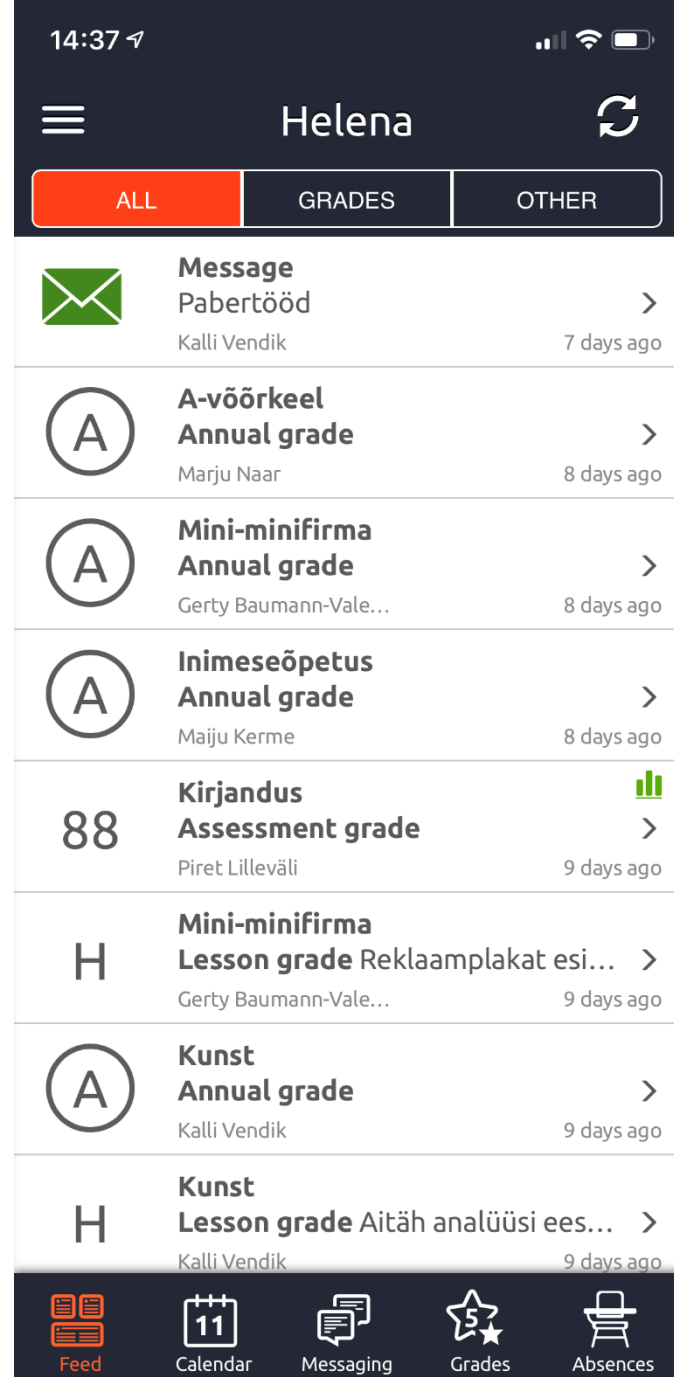 14:37
Helena
ALL GRADES OTHER
Message
Pabertööd
Kalli Vendik 7 days ago
A
A-võõrkeel
Annual grade
Marju Naar 8 days ago
A
Mini-minifirma
Annual grade
Gerty Baumann-Vale... 8 days ago
A
Inimeseõpetus
Annual grade
Maiju Kerme 8 days ago
88
Kirjandus
Assessment grade
Piret Lilleväli 9 days ago
H
Mini-minifirma
Lesson grade Reklaamplakat esi...
Gerty Baumann-Vale... 9 days ago
A
Kunst
Annual grade
Kalli Vendik 9 days ago
H
Kunst
Lesson grade Aitäh analüüsi ees...
Kalli Vendik 9 days ago
11 5
Feed Calendar Messaging Grades Absences